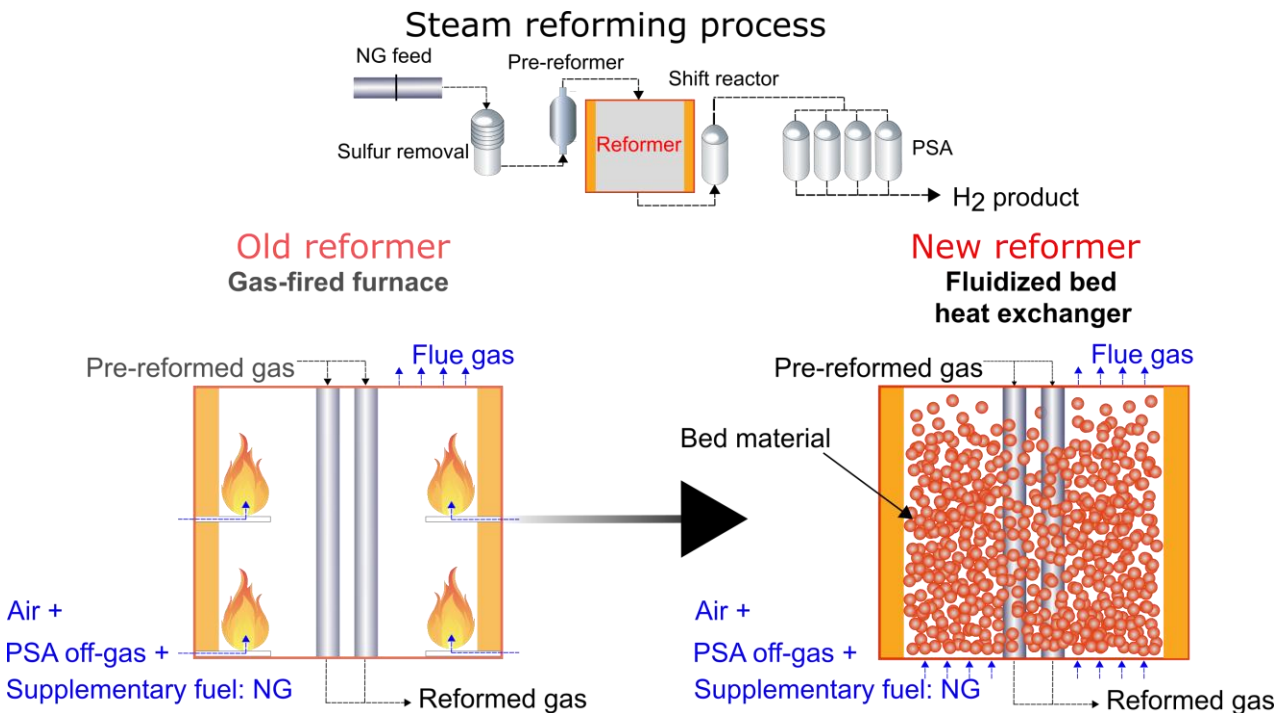 Steam reforming process
NG feed
Pre-reformer
Shift reactor
Sulfur removal
Reformer
PSA
H2 product
Old reformer
Gas-fired furnace
New reformer
Fluidized bed
heat exchanger
Pre-reformed gas
Flue gas
Air +
PSA off-gas +
Supplementary fuel: NG
Reformed gas
Pre-reformed gas
Flue gas
Bed material
Air +
PSA off-gas +
Supplementary fuel: NG
Reformed gas